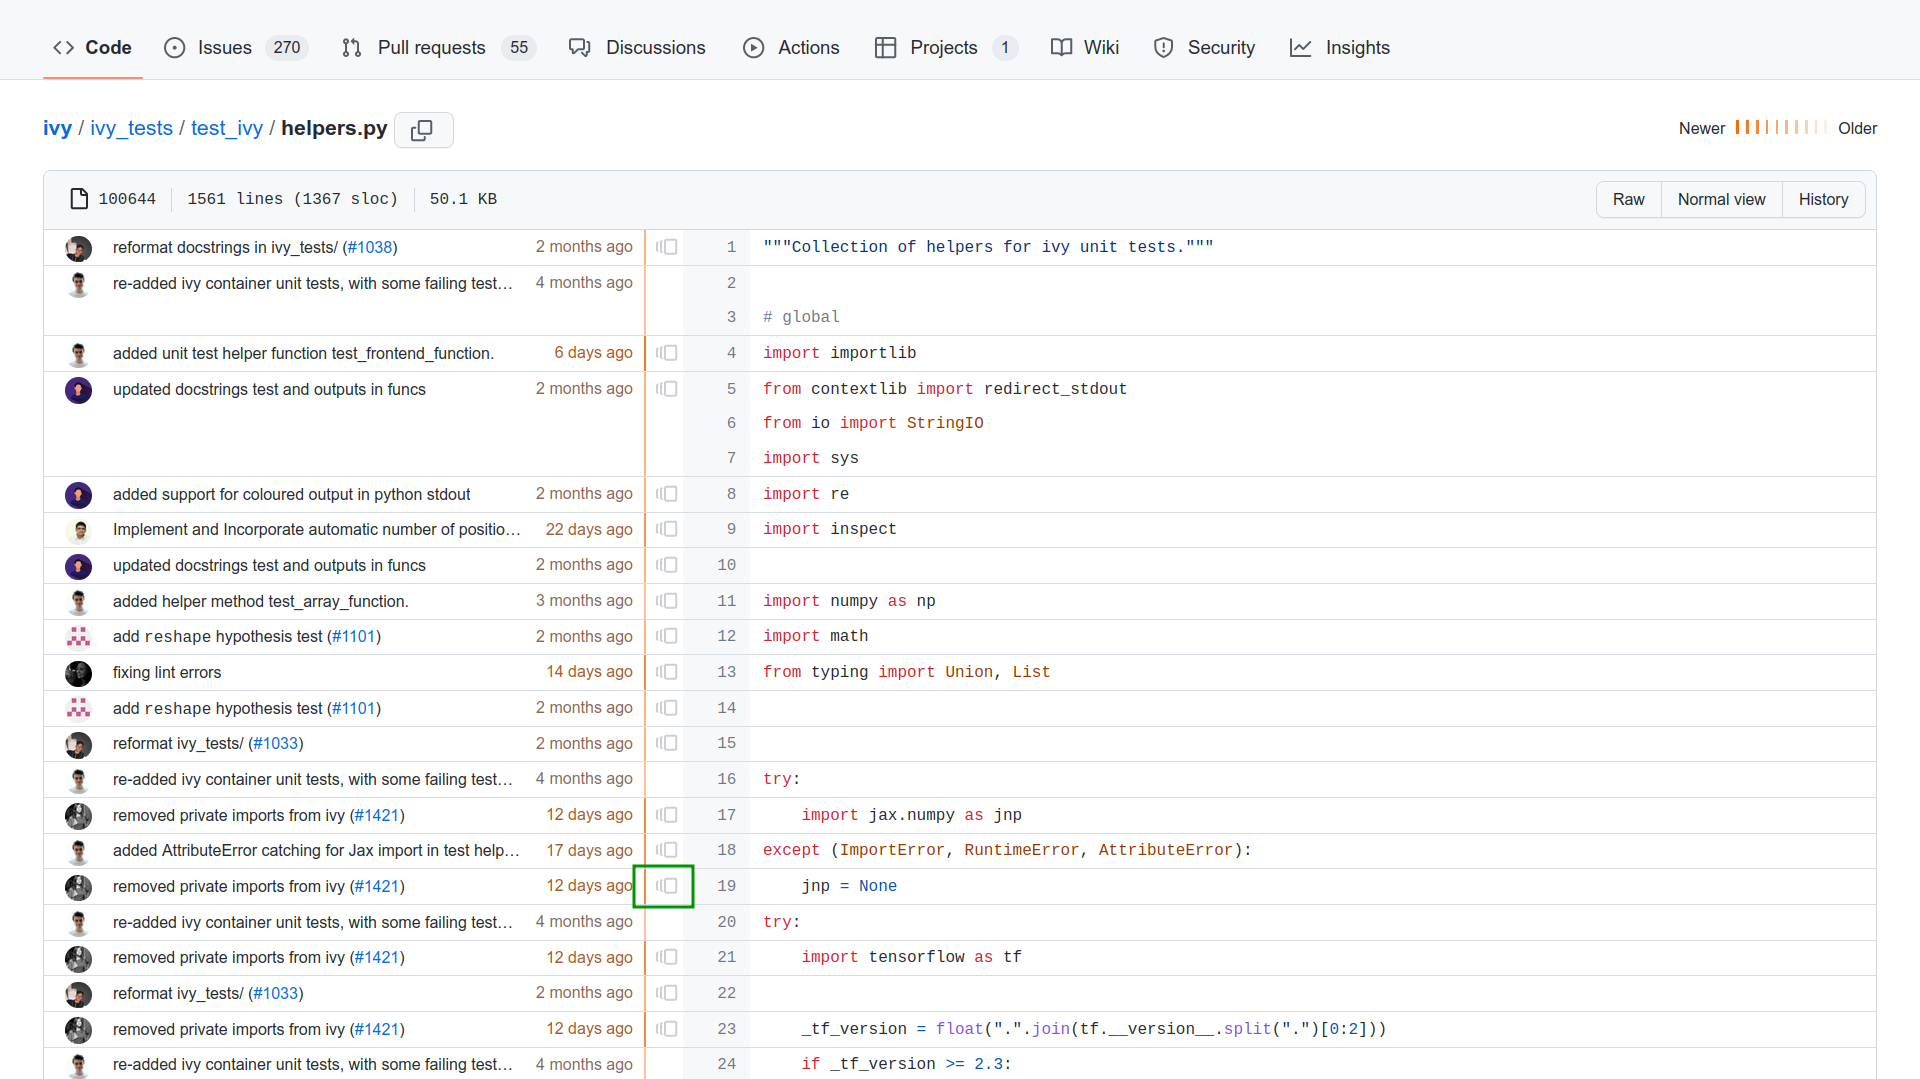 Code Issues 270 Pull requests 55 Discussions Actions Projects 1 Wiki Security Insights
ivy / ivy_tests / test_ivy / helpers.py Newer Older
100644 1561 lines (1367 sloc) 50.1 KB Raw Normal view History
reformat docstrings in ivy_tests/ (#1038) 2 months ago 1 """Collection of helpers for ivy unit tests."""
re-added ivy container unit tests, with some failing test… 4 months ago 2
3 # global
added unit test helper function test_frontend_function. 6 days ago 4 import importlib
updated docstrings test and outputs in funcs 2 months ago 5 from contextlib import redirect_stdout
6 from io import StringIO
7 import sys
added support for coloured output in python stdout 2 months ago 8 import re
Implement and Incorporate automatic number of positio… 22 days ago 9 import inspect
updated docstrings test and outputs in funcs 2 months ago 10
added helper method test_array_function. 3 months ago 11 import numpy as np
add reshape hypothesis test (#1101) 2 months ago 12 import math
fixing lint errors 14 days ago 13 from typing import Union, List
add reshape hypothesis test (#1101) 2 months ago 14
reformat ivy_tests/ (#1033) 2 months ago 15
re-added ivy container unit tests, with some failing test… 4 months ago 16 try:
removed private imports from ivy (#1421) 12 days ago 17 import jax.numpy as jnp
added AttributeError catching for Jax import in test help… 17 days ago 18 except (ImportError, RuntimeError, AttributeError):
removed private imports from ivy (#1421) 12 days ago 19 jnp = None
re-added ivy container unit tests, with some failing test… 4 months ago 20 try:
removed private imports from ivy (#1421) 12 days ago 21 import tensorflow as tf
reformat ivy_tests/ (#1033) 2 months ago 22
removed private imports from ivy (#1421) 12 days ago 23 _tf_version = float(".".join(tf.__version__.split(".")[0:2]))
re-added ivy container unit tests, with some failing test… 4 months ago 24 if _tf_version >= 2.3: